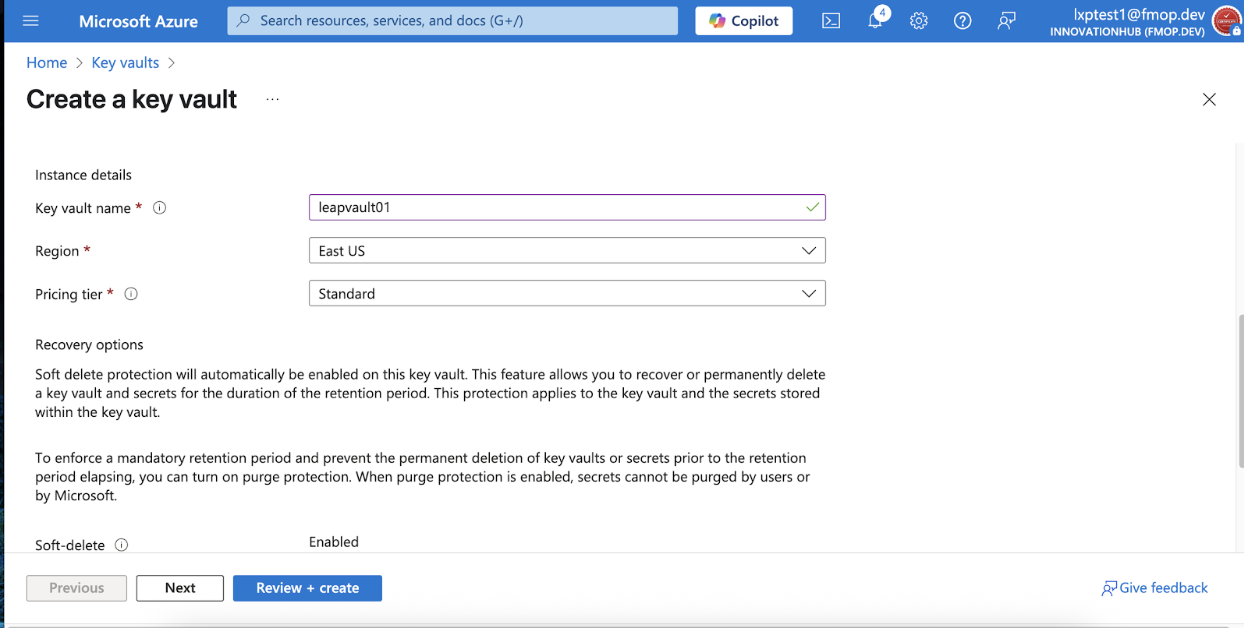 Microsoft Azure
Search resources, services, and docs (G+/)
Copilot
4
lxptest1@fmop.dev
INNOVATIONHUB (FMOP.DEV)
Home > Key vaults >
Create a key vault ...
Instance details
Key vault name *
leapvault01
Region *
East US
Pricing tier *
Standard
Recovery options
Soft delete protection will automatically be enabled on this key vault. This feature allows you to recover or permanently delete
a key vault and secrets for the duration of the retention period. This protection applies to the key vault and the secrets stored
within the key vault.
To enforce a mandatory retention period and prevent the permanent deletion of key vaults or secrets prior to the retention
period elapsing, you can turn on purge protection. When purge protection is enabled, secrets cannot be purged by users or
by Microsoft.
Soft-delete
Enabled
Previous
Next
Review + create
Give feedback